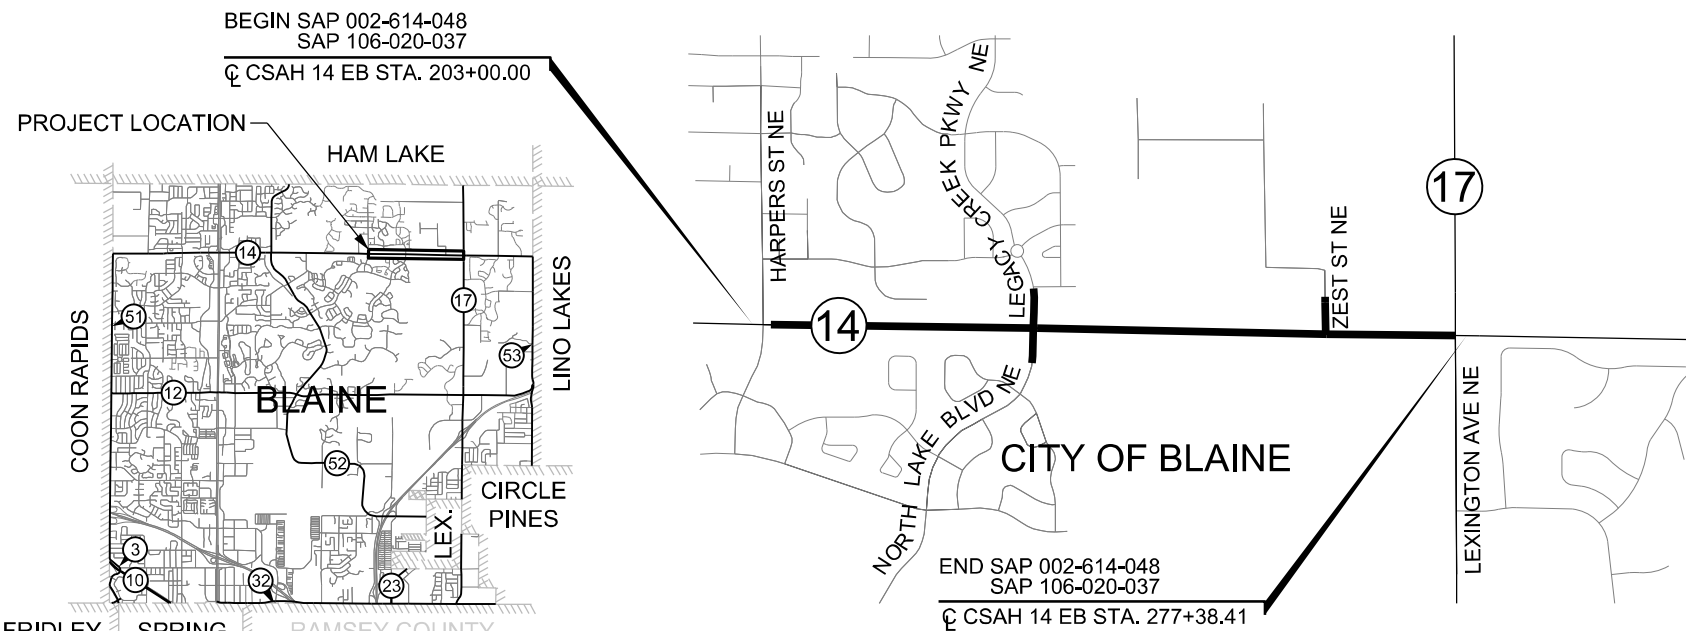 BEGIN SAP 002-614-048
SAP 106-020-037
℄ CSAH 14 EB STA. 203+00.00
PROJECT LOCATION
HAM LAKE
14
17
51
53
12
BLAINE
52
COON RAPIDS
LINO LAKES
CIRCLE
PINES
LEX.
3
10
32
23
FRIDLEY
SPRING
RAMSEY COUNTY
HARPERS ST NE
LEGACY CREEK PKWY NE
17
ZEST ST NE
14
NORTH LAKE BLVD NE
CITY OF BLAINE
LEXINGTON AVE NE
END SAP 002-614-048
SAP 106-020-037
℄ CSAH 14 EB STA. 277+38.41